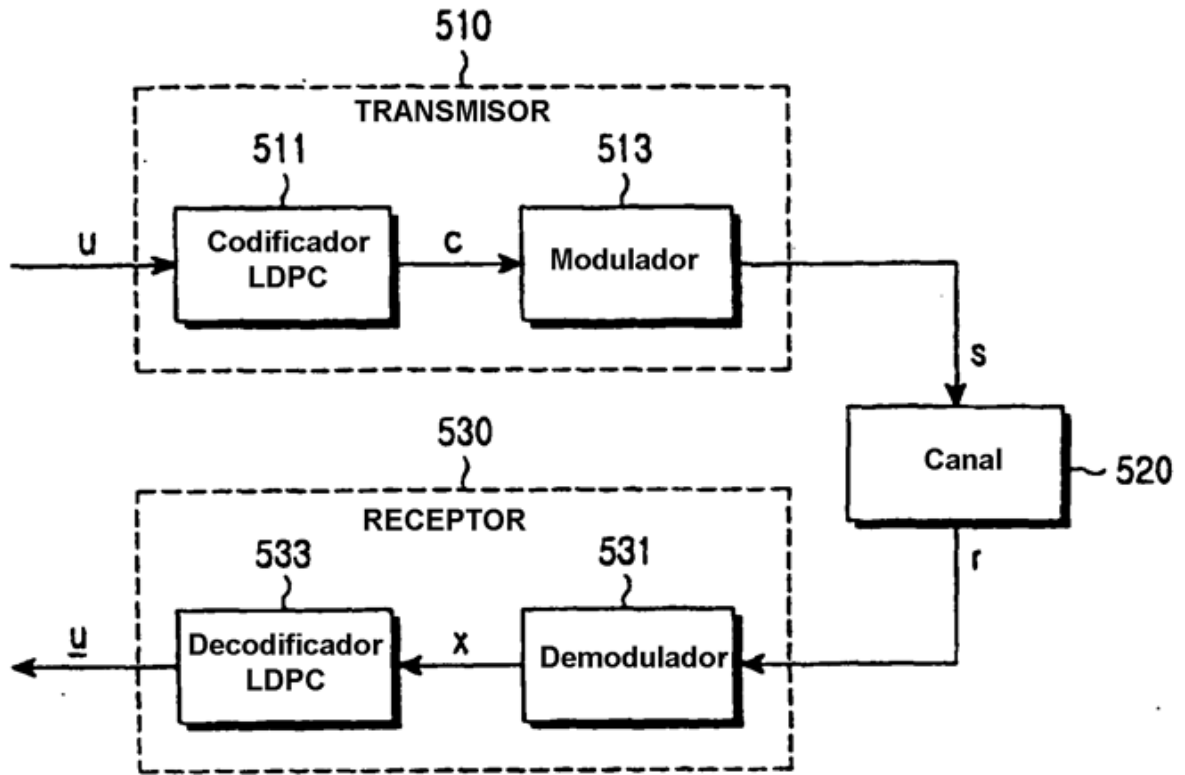 510
TRANSMISOR
511
513
u
Codificador
LDPC
c
Modulador
s
Canal
520
530
RECEPTOR
r
533
531
u
Decodificador
LDPC
x
Demodulador